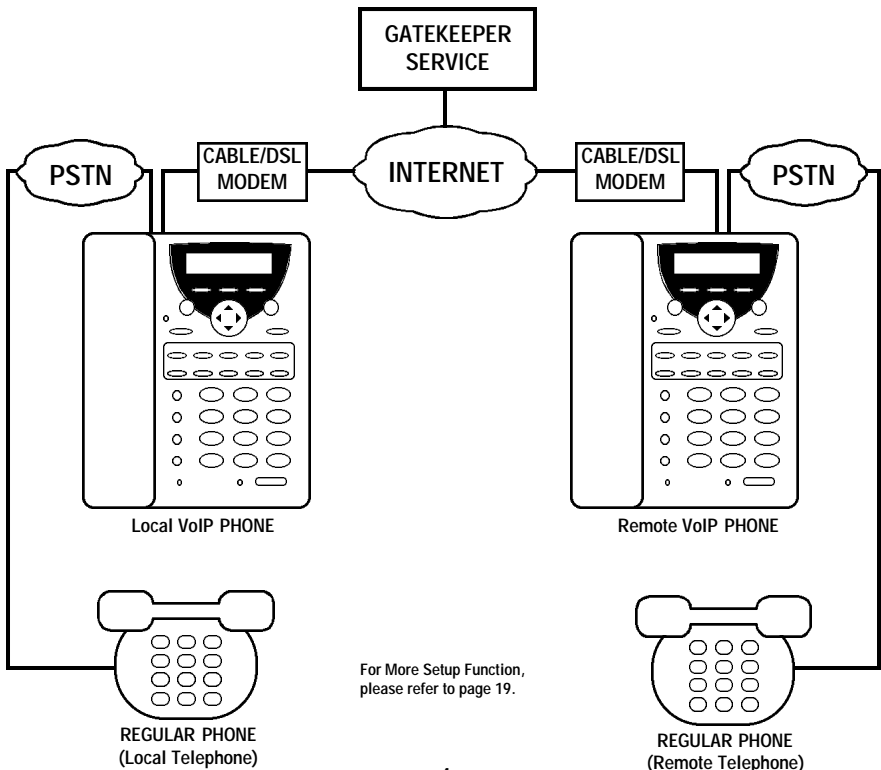 GATEKEEPER
SERVICE
PSTN
CABLE/DSL
MODEM
INTERNET
CABLE/DSL
MODEM
PSTN
Local VoIP PHONE
Remote VoIP PHONE
For More Setup Function,
please refer to page 19.
REGULAR PHONE
(Local Telephone)
REGULAR PHONE
(Remote Telephone)